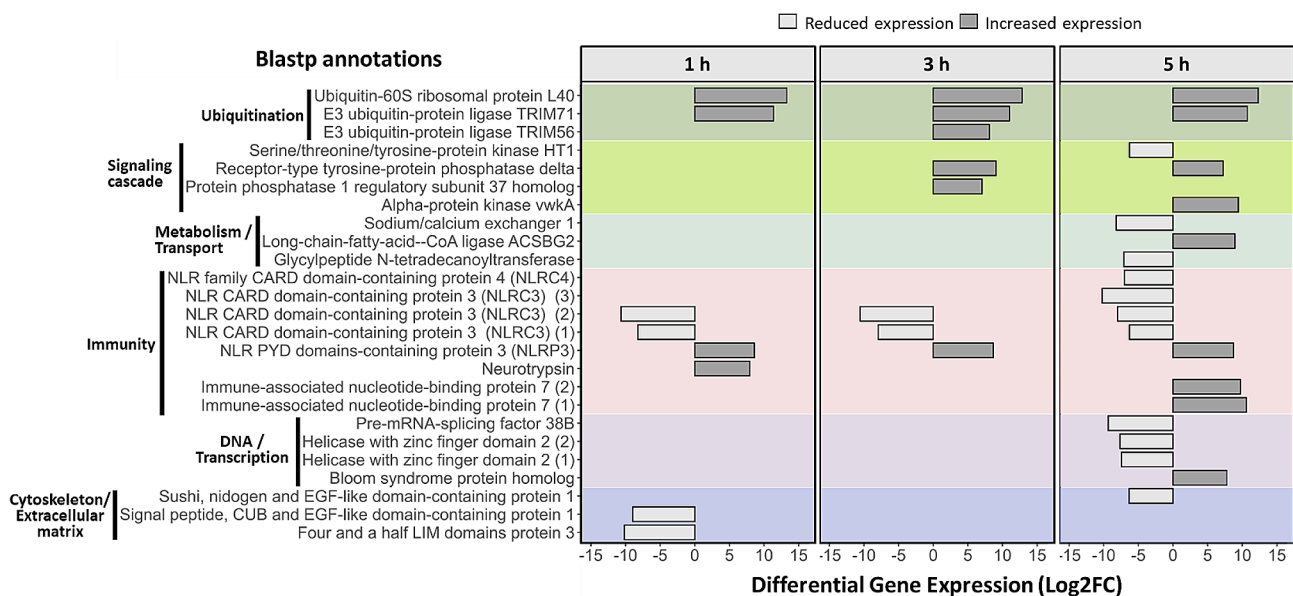 Reduced expression Increased expression
Blastp annotations
1 h 3 h 5 h
Ubiquitination
Ubiquitin-60S ribosomal protein L40
E3 ubiquitin-protein ligase TRIM71
E3 ubiquitin-protein ligase TRIM56
Signaling
cascade
Serine/threonine/tyrosine-protein kinase HT1
Receptor-type tyrosine-protein phosphatase delta
Protein phosphatase 1 regulatory subunit 37 homolog
Alpha-protein kinase vwkA
Metabolism /
Transport
Sodium/calcium exchanger 1
Long-chain-fatty-acid--CoA ligase ACSBG2
Glycylpeptide N-tetradecanoyltransferase
Immunity
NLR family CARD domain-containing protein 4 (NLRC4)
NLR CARD domain-containing protein 3 (NLRC3) (3)
NLR CARD domain-containing protein 3 (NLRC3) (2)
NLR CARD domain-containing protein 3 (NLRC3) (1)
NLR PYD domains-containing protein 3 (NLRP3)
Neurotrypsin
Immune-associated nucleotide-binding protein 7 (2)
Immune-associated nucleotide-binding protein 7 (1)
DNA /
Transcription
Pre-mRNA-splicing factor 38B
Helicase with zinc finger domain 2 (2)
Helicase with zinc finger domain 2 (1)
Bloom syndrome protein homolog
Cytoskeleton/
Extracellular
matrix
Sushi, nidogen and EGF-like domain-containing protein 1
Signal peptide, CUB and EGF-like domain-containing protein 1
Four and a half LIM domains protein 3
-15 -10 -5 0 5 10 15 -15 -10 -5 0 5 10 15 -15 -10 -5 0 5 10 15
Differential Gene Expression (Log2FC)